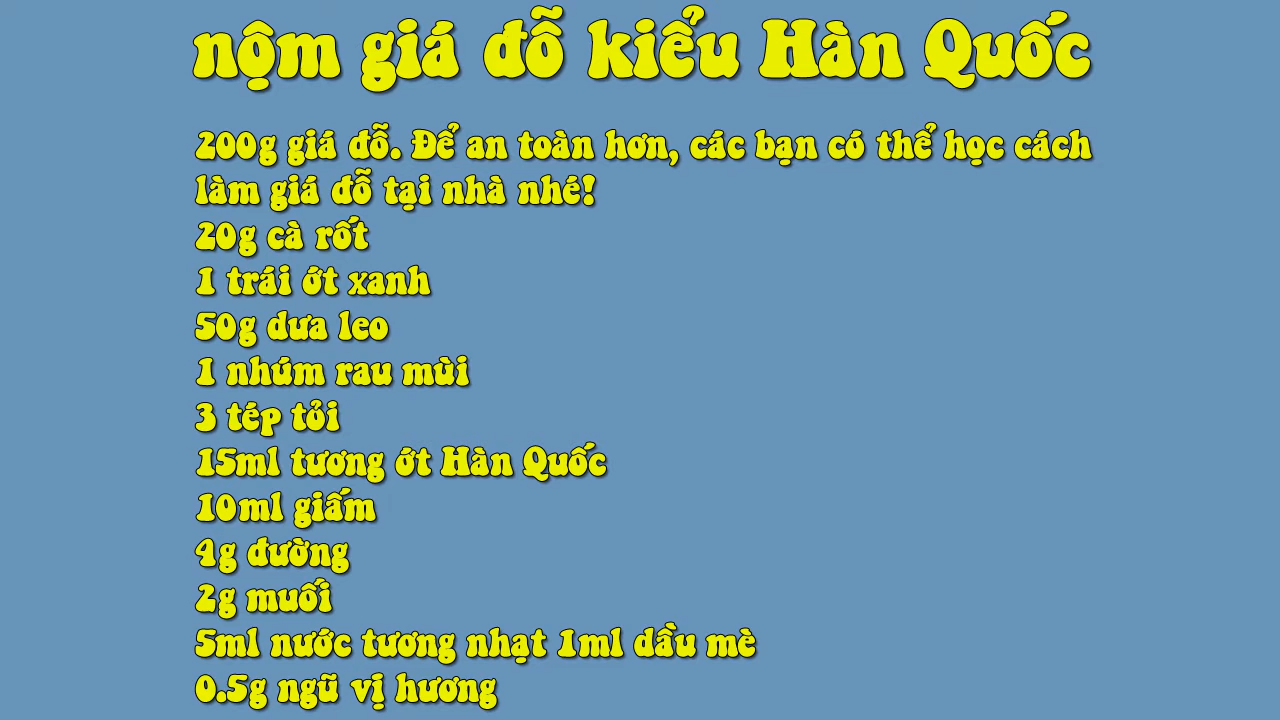 nộm giá đỗ kiểu Hàn Quốc
200g giá đỗ. Để an toàn hơn, các bạn có thể học cách
làm giá đỗ tại nhà nhé!
20g cà rốt
1 trái ớt xanh
50g dưa leo
1 nhúm rau mùi
3 tép tỏi
15ml tương ớt Hàn Quốc
10ml giấm
4g đường
2g muối
5ml nước tương nhạt 1ml dầu mè
0.5g ngũ vị hương